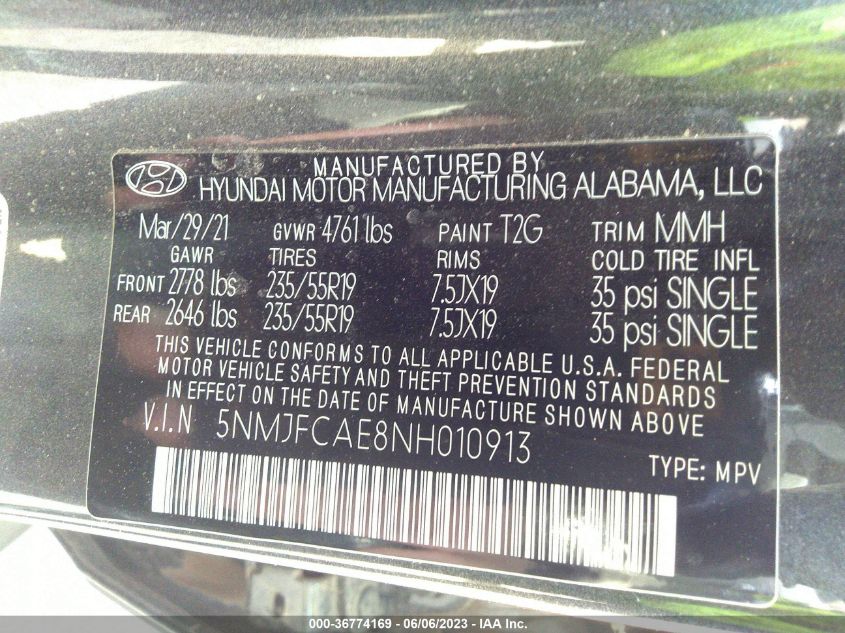 MANUFACTURED BY
HYUNDAI MOTOR MANUFACTURING ALABAMA, LLC
Mar/29/21 GVWR 4761 lbs PAINT T2G TRIM MMH
GAWR TIRES RIMS COLD TIRE INFL
FRONT 2778 lbs 235/55R19 7.5JX19 35 psi SINGLE
REAR 2646 lbs 235/55R19 7.5JX19 35 psi SINGLE
THIS VEHICLE CONFORMS TO ALL APPLICABLE U.S.A. FEDERAL
MOTOR VEHICLE SAFETY AND THEFT PREVENTION STANDARDS
IN EFFECT ON THE DATE OF MANUFACTURE SHOWN ABOVE
V.I.N 5NMJFCAE8NH010913
TYPE: MPV
000-36774169 - 06/06/2023 - IAA Inc.